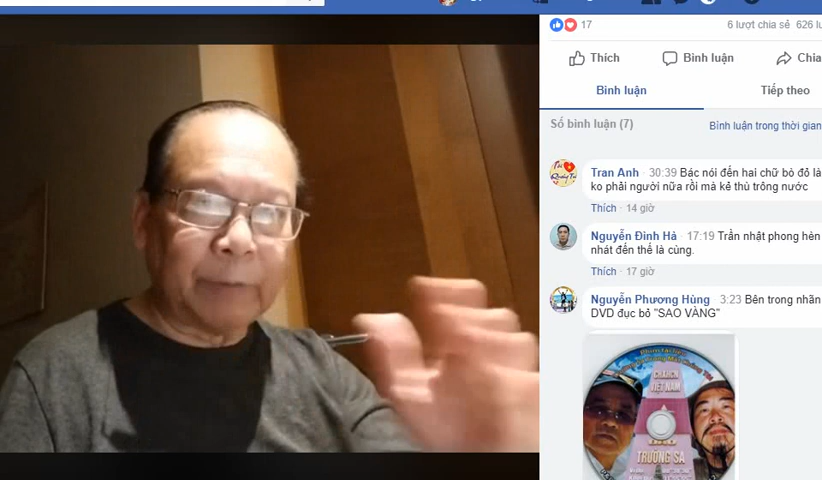 17
6 lượt chia sẻ 626 lu
Thích
Bình luận
Chia
Bình luận
Tiếp theo
Số bình luận (7)
Bình luận trong thời gian
Tran Anh · 30:39 Bác nói đến hai chữ bò đỏ là
ko phải người nữa rồi mà kẻ thù trồng nước
Thích · 14 giờ
Nguyễn Đình Hà · 17:19 Trần nhật phong hèn
nhát đến thế là cùng.
Thích · 17 giờ
Nguyễn Phương Hùng · 3:23 Bên trong nhãn
DVD đục bỏ "SAO VÀNG"
VIỆT NAM
TRƯỜNG SA